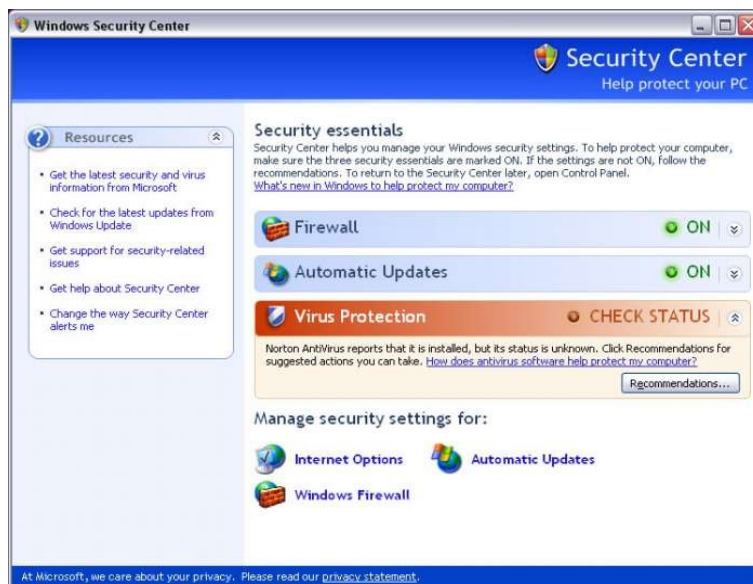 Windows Security Center
Security Center
Help protect your PC
Resources
Get the latest security and virus
information from Microsoft
Check for the latest updates from
Windows Update
Get support for security-related
issues
Get help about Security Center
Change the way Security Center
alerts me
Security essentials
Security Center helps you manage your Windows security settings. To help protect your computer,
make sure the three security essentials are marked ON. If the settings are not ON, follow the
recommendations. To return to the Security Center later, open Control Panel.
What's new in Windows to help protect my computer?
Firewall ON
Automatic Updates ON
Virus Protection CHECK STATUS
Norton AntiVirus reports that it is installed, but its status is unknown. Click Recommendations for
suggested actions you can take. How does antivirus software help protect my computer?
Recommendations...
Manage security settings for:
Internet Options Automatic Updates
Windows Firewall
At Microsoft, we care about your privacy. Please read our privacy statement.